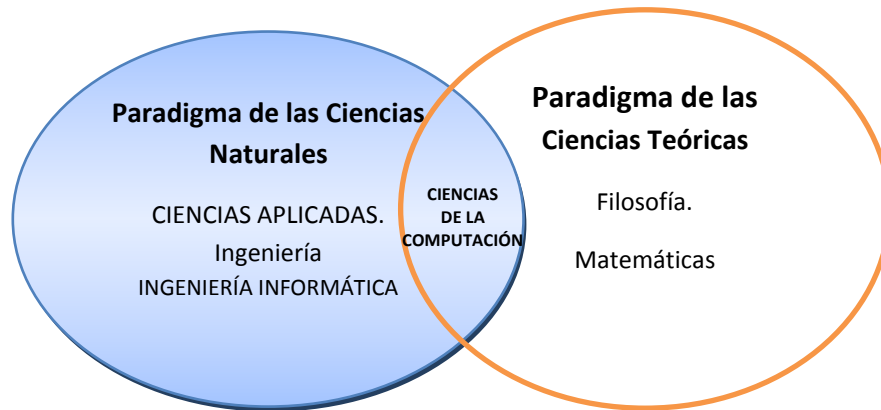 Paradigma de las Ciencias
Naturales
CIENCIAS APLICADAS.
Ingeniería
INGENIERÍA INFORMÁTICA
CIENCIAS
DE LA
COMPUTACIÓN
Paradigma de las
Ciencias Teóricas
Filosofía.
Matemáticas